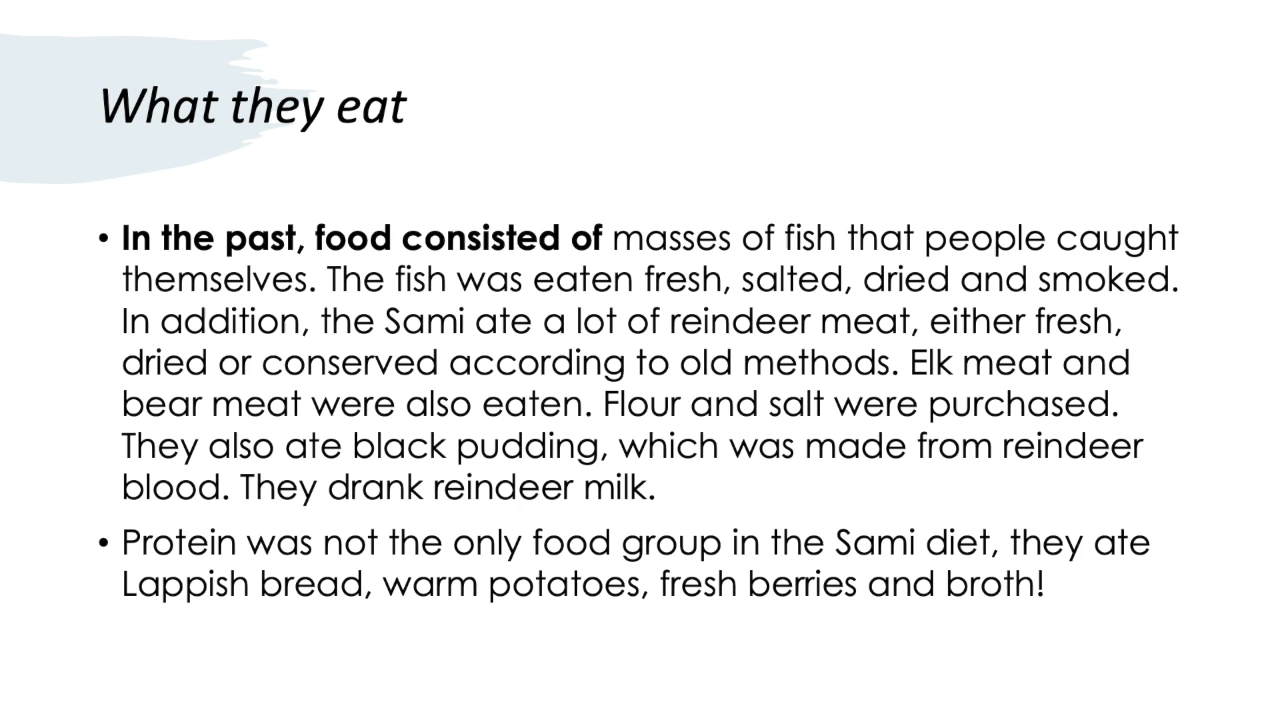 What they eat
• In the past, food consisted of masses of fish that people caught
themselves. The fish was eaten fresh, salted, dried and smoked.
In addition, the Sami ate a lot of reindeer meat, either fresh,
dried or conserved according to old methods. Elk meat and
bear meat were also eaten. Flour and salt were purchased.
They also ate black pudding, which was made from reindeer
blood. They drank reindeer milk.
• Protein was not the only food group in the Sami diet, they ate
Lappish bread, warm potatoes, fresh berries and broth!